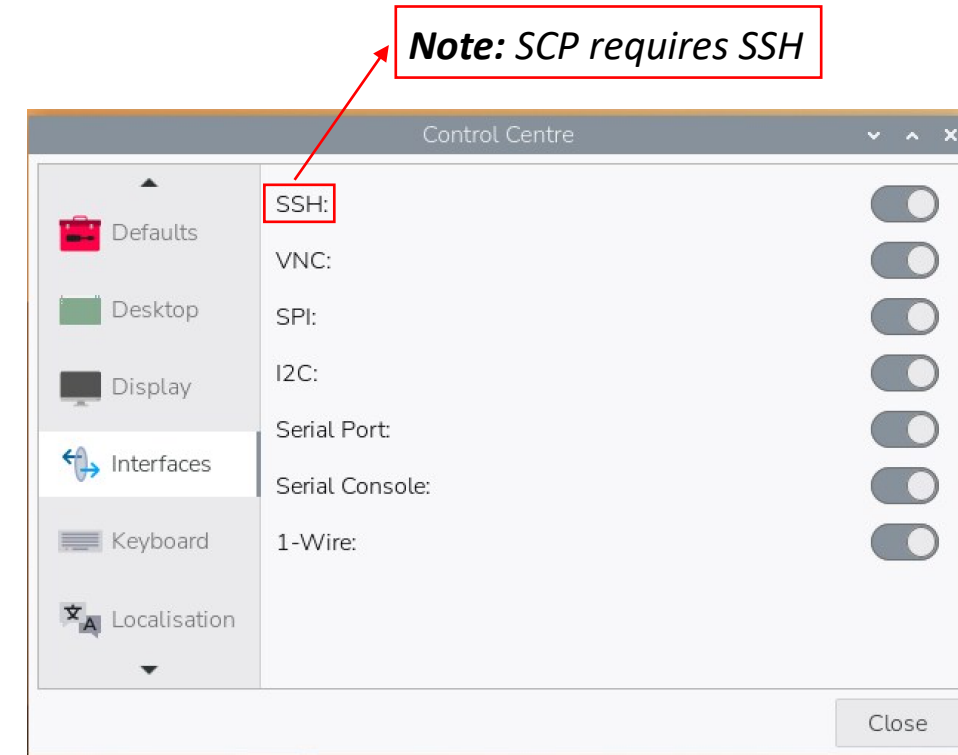 Note: SCP requires SSH
Control Centre
Defaults
Desktop
Display
Interfaces
Keyboard
Localisation
SSH:
VNC:
SPI:
I2C:
Serial Port:
Serial Console:
1-Wire:
Close